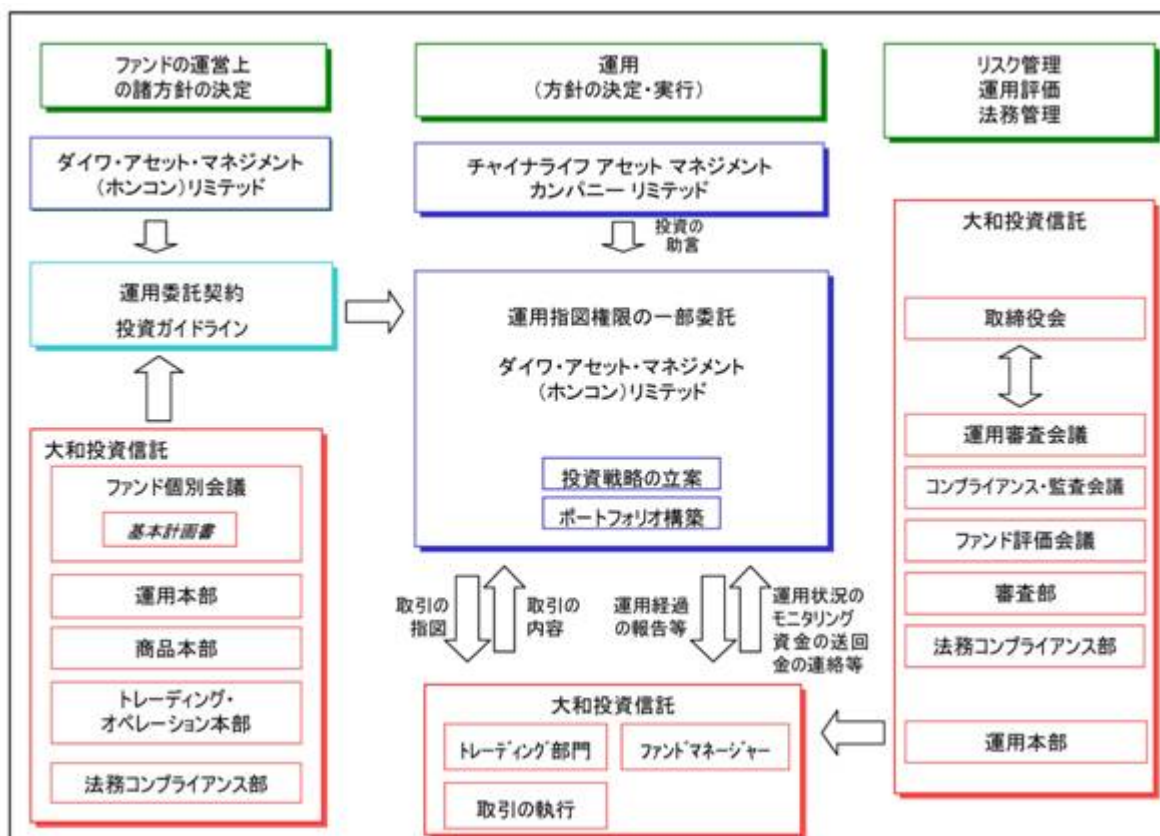 ファンドの運営上
の諸方針の決定
ダイワ・アセット・マネジメント
(ホンコン)リミテッド
運用委託契約
投資ガイドライン
大和投資信託
ファンド個別会議
基本計画書
運用本部
商品本部
トレーディング・
オペレーション本部
法務コンプライアンス部
運用
(方針の決定・実行)
チャイナライフ アセット マネジメント
カンパニー リミテッド
投資の
助言
運用指図権限の一部委託
ダイワ・アセット・マネジメント
(ホンコン)リミテッド
投資戦略の立案
ポートフォリオ構築
取引の
指図
取引の
内容
運用経過
の報告等
運用状況の
モニタリング
資金の送回
金の連絡等
大和投資信託
トレーディング部門
ファンドマネージャー
取引の執行
リスク管理
運用評価
法務管理
大和投資信託
取締役会
運用審査会議
コンプライアンス・監査会議
ファンド評価会議
審査部
法務コンプライアンス部
運用本部